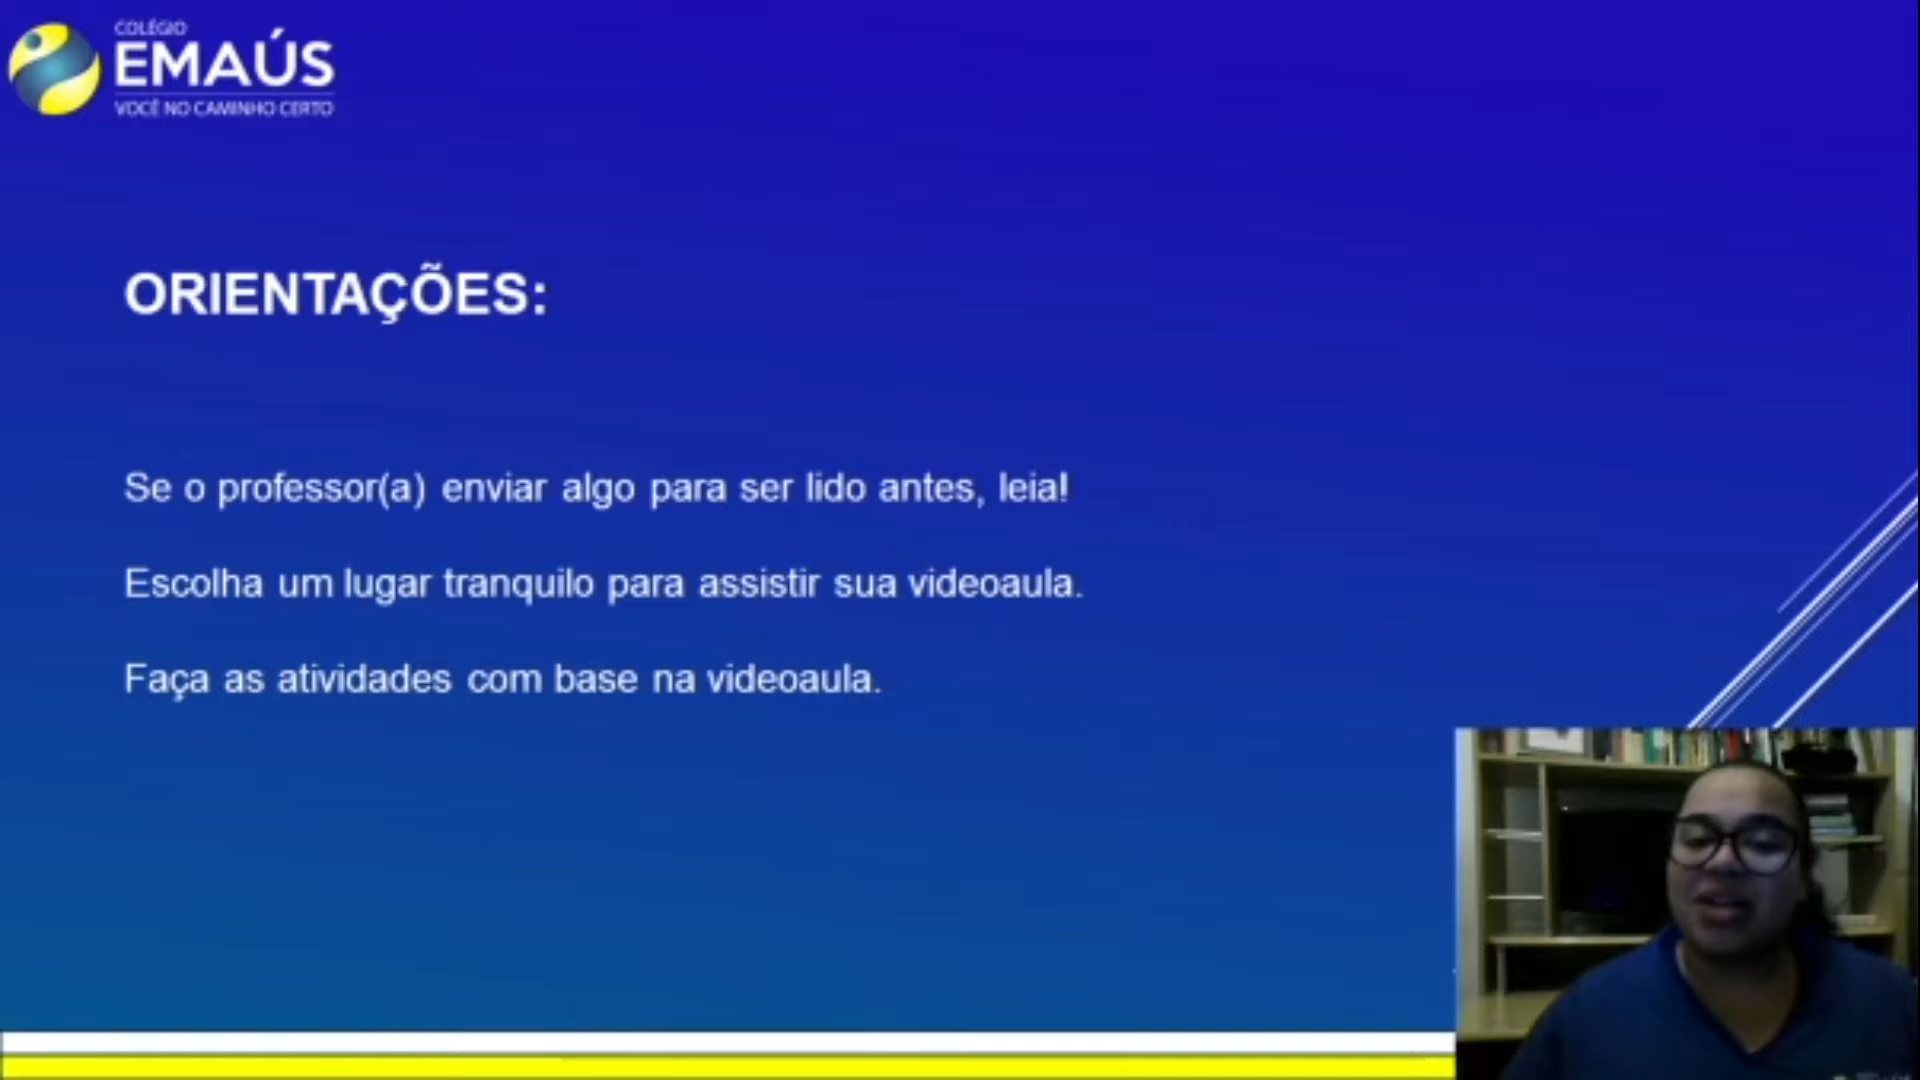 COLÉGIO
EMAÚS
VOCÊ NO CAMINHO CERTO
ORIENTAÇÕES:
Se o professor(a) enviar algo para ser lido antes, leia!
Escolha um lugar tranquilo para assistir sua videoaula.
Faça as atividades com base na videoaula.